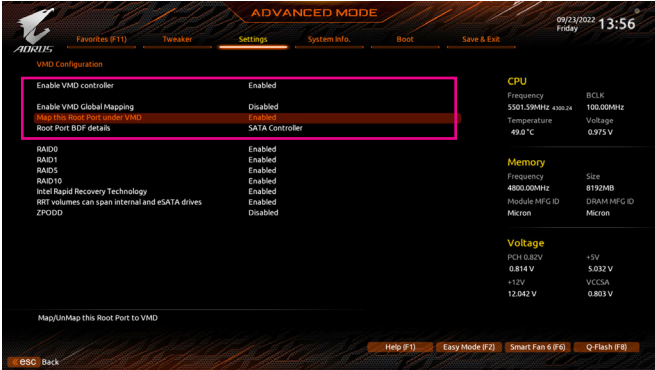 ADVANCED MODE
09/23/2022 13:56
Friday
AORUS
Favorites (F11) Tweaker Settings System Info. Boot Save & Exit
VMD Configuration
Enable VMD controller Enabled
Enable VMD Global Mapping Disabled
Map this Root Port under VMD Enabled
Root Port BDF details SATA Controller
RAID0 Enabled
RAID1 Enabled
RAID5 Enabled
RAID10 Enabled
Intel Rapid Recovery Technology Enabled
RRT volumes can span internal and eSATA drives Enabled
ZPODD Disabled
CPU
Frequency BCLK
5501.59MHz 4300.24 100.00MHz
Temperature Voltage
49.0 °C 0.975 V
Memory
Frequency Size
4800.00MHz 8192MB
Module MFG ID DRAM MFG ID
Micron Micron
Voltage
PCH 0.82V +5V
0.814 V 5.032 V
+12V VCCSA
12.042 V 0.803 V
Map/UnMap this Root Port to VMD
Help (F1) Easy Mode (F2) Smart Fan 6 (F6) Q-Flash (F8)
esc Back